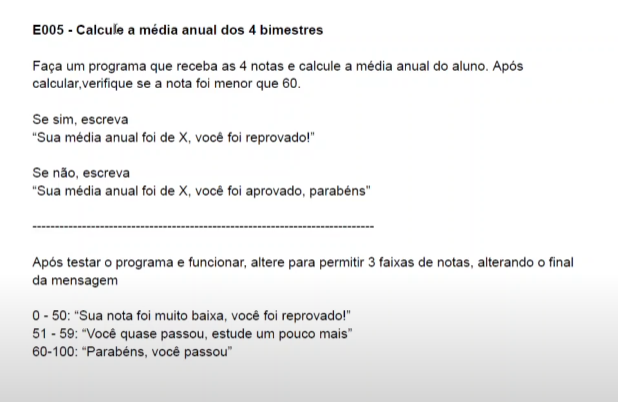 E005 - Calcule a média anual dos 4 bimestres
Faça um programa que receba as 4 notas e calcule a média anual do aluno. Após
calcular,verifique se a nota foi menor que 60.
Se sim, escreva
“Sua média anual foi de X, você foi reprovado!”
Se não, escreva
“Sua média anual foi de X, você foi aprovado, parabéns”
----------------------------------------------------------------------------
Após testar o programa e funcionar, altere para permitir 3 faixas de notas, alterando o final
da mensagem
0 - 50: “Sua nota foi muito baixa, você foi reprovado!”
51 - 59: “Você quase passou, estude um pouco mais”
60-100: “Parabéns, você passou”